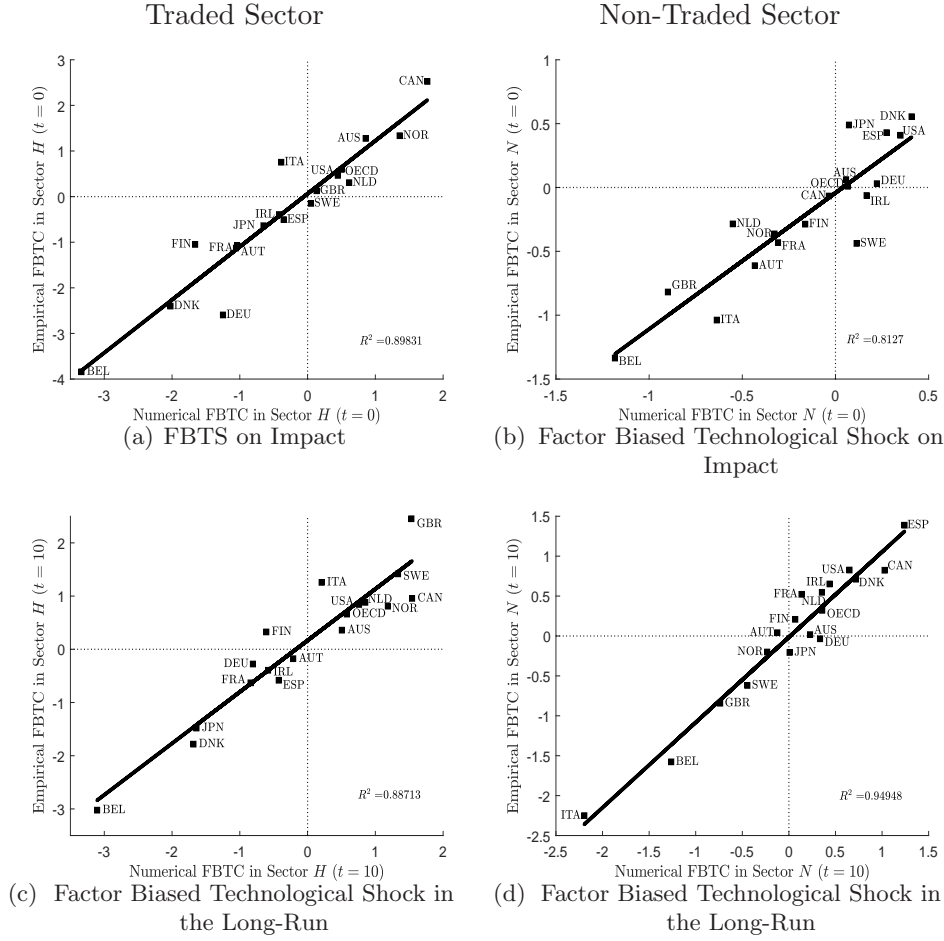 Traded Sector
Non-Traded Sector
3
2
1
0
-1
-2
-3
-4
-3
-2
-1
0
1
2
Empirical FBTC in Sector H (t = 0)
CAN
AUS
NOR
ITA
USA
OECD
NLD
GBR
SWE
IRL
ESP
JPN
FIN
FRA
AUT
DNK
DEU
BEL
R² =0.89831
Numerical FBTC in Sector H (t = 0)
(a) FBTS on Impact
1
0.5
0
-0.5
-1
-1.5
-1.5
-1
-0.5
0
0.5
Empirical FBTC in Sector N (t = 0)
DNK
JPN
ESP
USA
AUS
OECD
DEU
CAN
IRL
NLD
FIN
NOR
FRA
SWE
AUT
GBR
ITA
BEL
R² =0.8127
Numerical FBTC in Sector N (t = 0)
(b) Factor Biased Technological Shock on
Impact
2
1
0
-1
-2
-3
-3
-2
-1
0
1
2
Empirical FBTC in Sector H (t = 10)
GBR
SWE
ITA
USA
NLD
CAN
NOR
OECD
AUS
FIN
AUT
DEU
IRL
FRA
ESP
JPN
DNK
BEL
R² =0.88713
Numerical FBTC in Sector H (t = 10)
(c) Factor Biased Technological Shock in
the Long-Run
1.5
1
0.5
0
-0.5
-1
-1.5
-2
-2.5
-2.5
-2
-1.5
-1
-0.5
0
0.5
1
1.5
Empirical FBTC in Sector N (t = 10)
ESP
USA
CAN
IRL
DNK
FRA
NLD
OECD
FIN
AUT
AUS
DEU
NOR
JPN
SWE
GBR
BEL
ITA
R² =0.94948
Numerical FBTC in Sector N (t = 10)
(d) Factor Biased Technological Shock in
the Long-Run